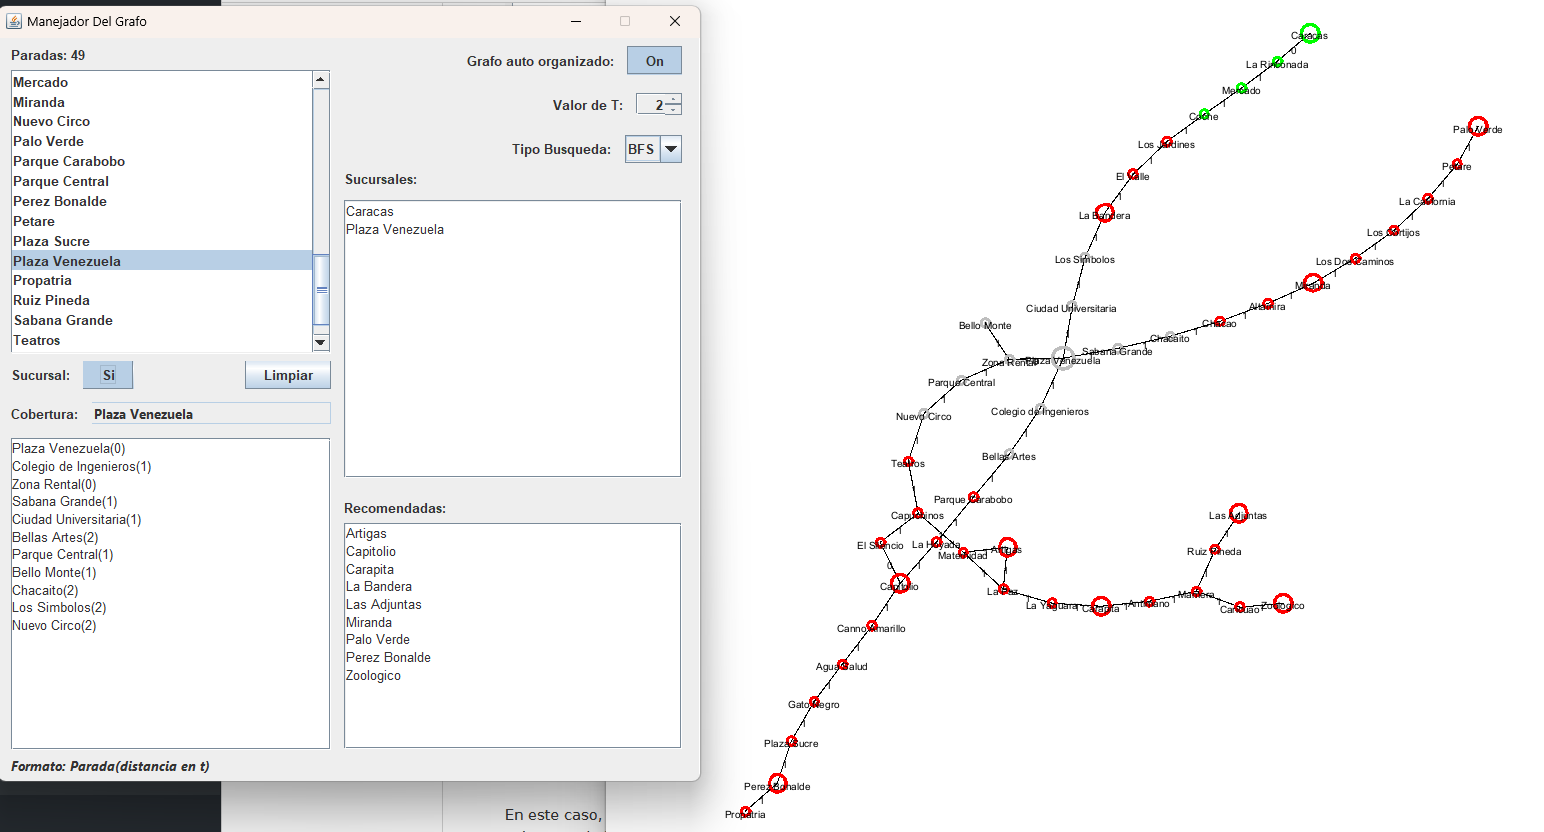 Manejador Del Grafo
Paradas: 49
Mercado
Miranda
Nuevo Circo
Palo Verde
Parque Carabobo
Parque Central
Perez Bonalde
Petare
Plaza Sucre
Plaza Venezuela
Propatria
Ruiz Pineda
Sabana Grande
Teatros
Sucursal:
Si
Limpiar
Cobertura:
Plaza Venezuela
Plaza Venezuela(0)
Colegio de Ingenieros(1)
Zona Rental(0)
Sabana Grande(1)
Ciudad Universitaria(1)
Bellas Artes(2)
Parque Central(1)
Bello Monte(1)
Chacaito(2)
Los Simbolos(2)
Nuevo Circo(2)
Formato: Parada(distancia en t)
Grafo auto organizado:
On
Valor de T:
2
Tipo Busqueda:
BFS
Sucursales:
Caracas
Plaza Venezuela
Recomendadas:
Artigas
Capitolio
Carapita
La Bandera
Las Adjuntas
Miranda
Palo Verde
Perez Bonalde
Zoologico
En este caso,
Caracas
0
La Rinconada
Mercado
Coche
Los Jardines
El Valle
La Bandera
Los Simbolos
Ciudad Universitaria
Bello Monte
Zona Rental
Plaza Venezuela
Sabana Grande
Chacaito
Chacao
Altamira
Miranda
Los Dos Caminos
Los Cortijos
La California
Petare
Palo Verde
Parque Central
Nuevo Circo
Colegio de Ingenieros
Bellas Artes
Teatros
Parque Carabobo
Capuchinos
El Silencio
La Hoyada
Maternidad
Artigas
0
Capitolio
La Paz
La Yaguara
Carapita
Antimano
Mamera
Ruiz Pineda
Las Adjuntas
Caricuao
Zoologico
Canno Amarillo
Agua Salud
Gato Negro
Plaza Sucre
Perez Bonalde
Propatria